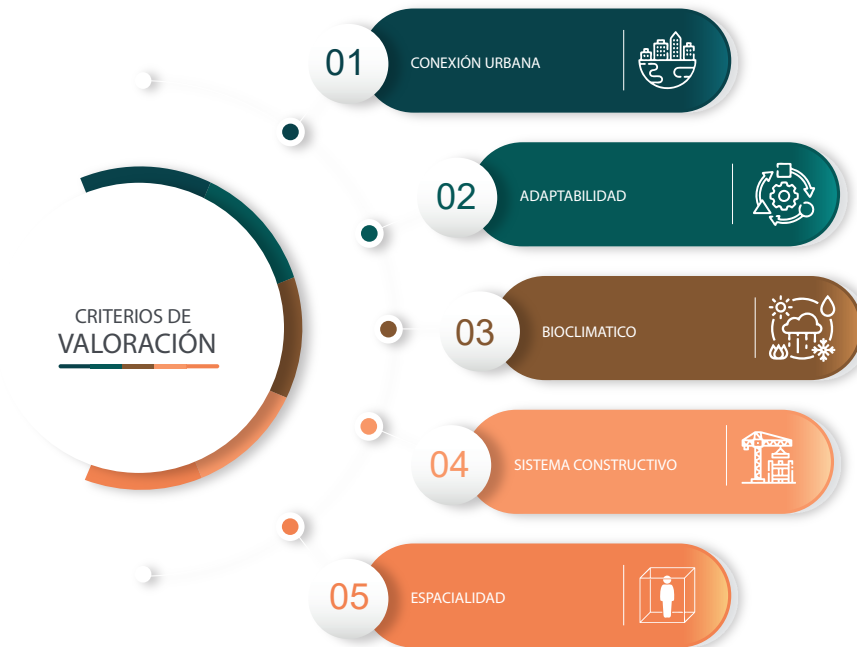 CRITERIOS DE
VALORACIÓN
01
CONEXIÓN URBANA
02
ADAPTABILIDAD
03
BIOCLIMATICO
04
SISTEMA CONSTRUCTIVO
05
ESPACIALIDAD